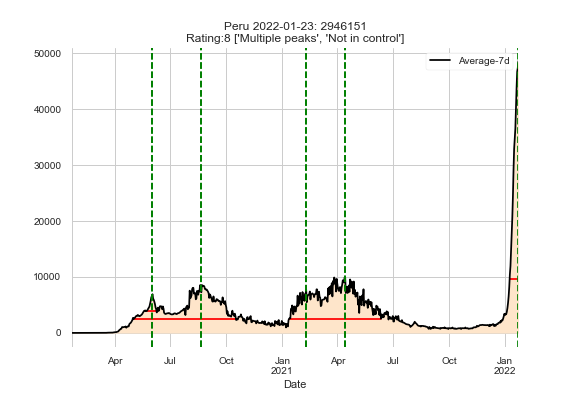 Peru 2022-01-23: 2946151
Rating:8 ['Multiple peaks', 'Not in control']
Average-7d
50000
40000
30000
20000
10000
0
Apr
Jul
Oct
Jan
2021
Apr
Jul
Oct
Jan
2022
Date